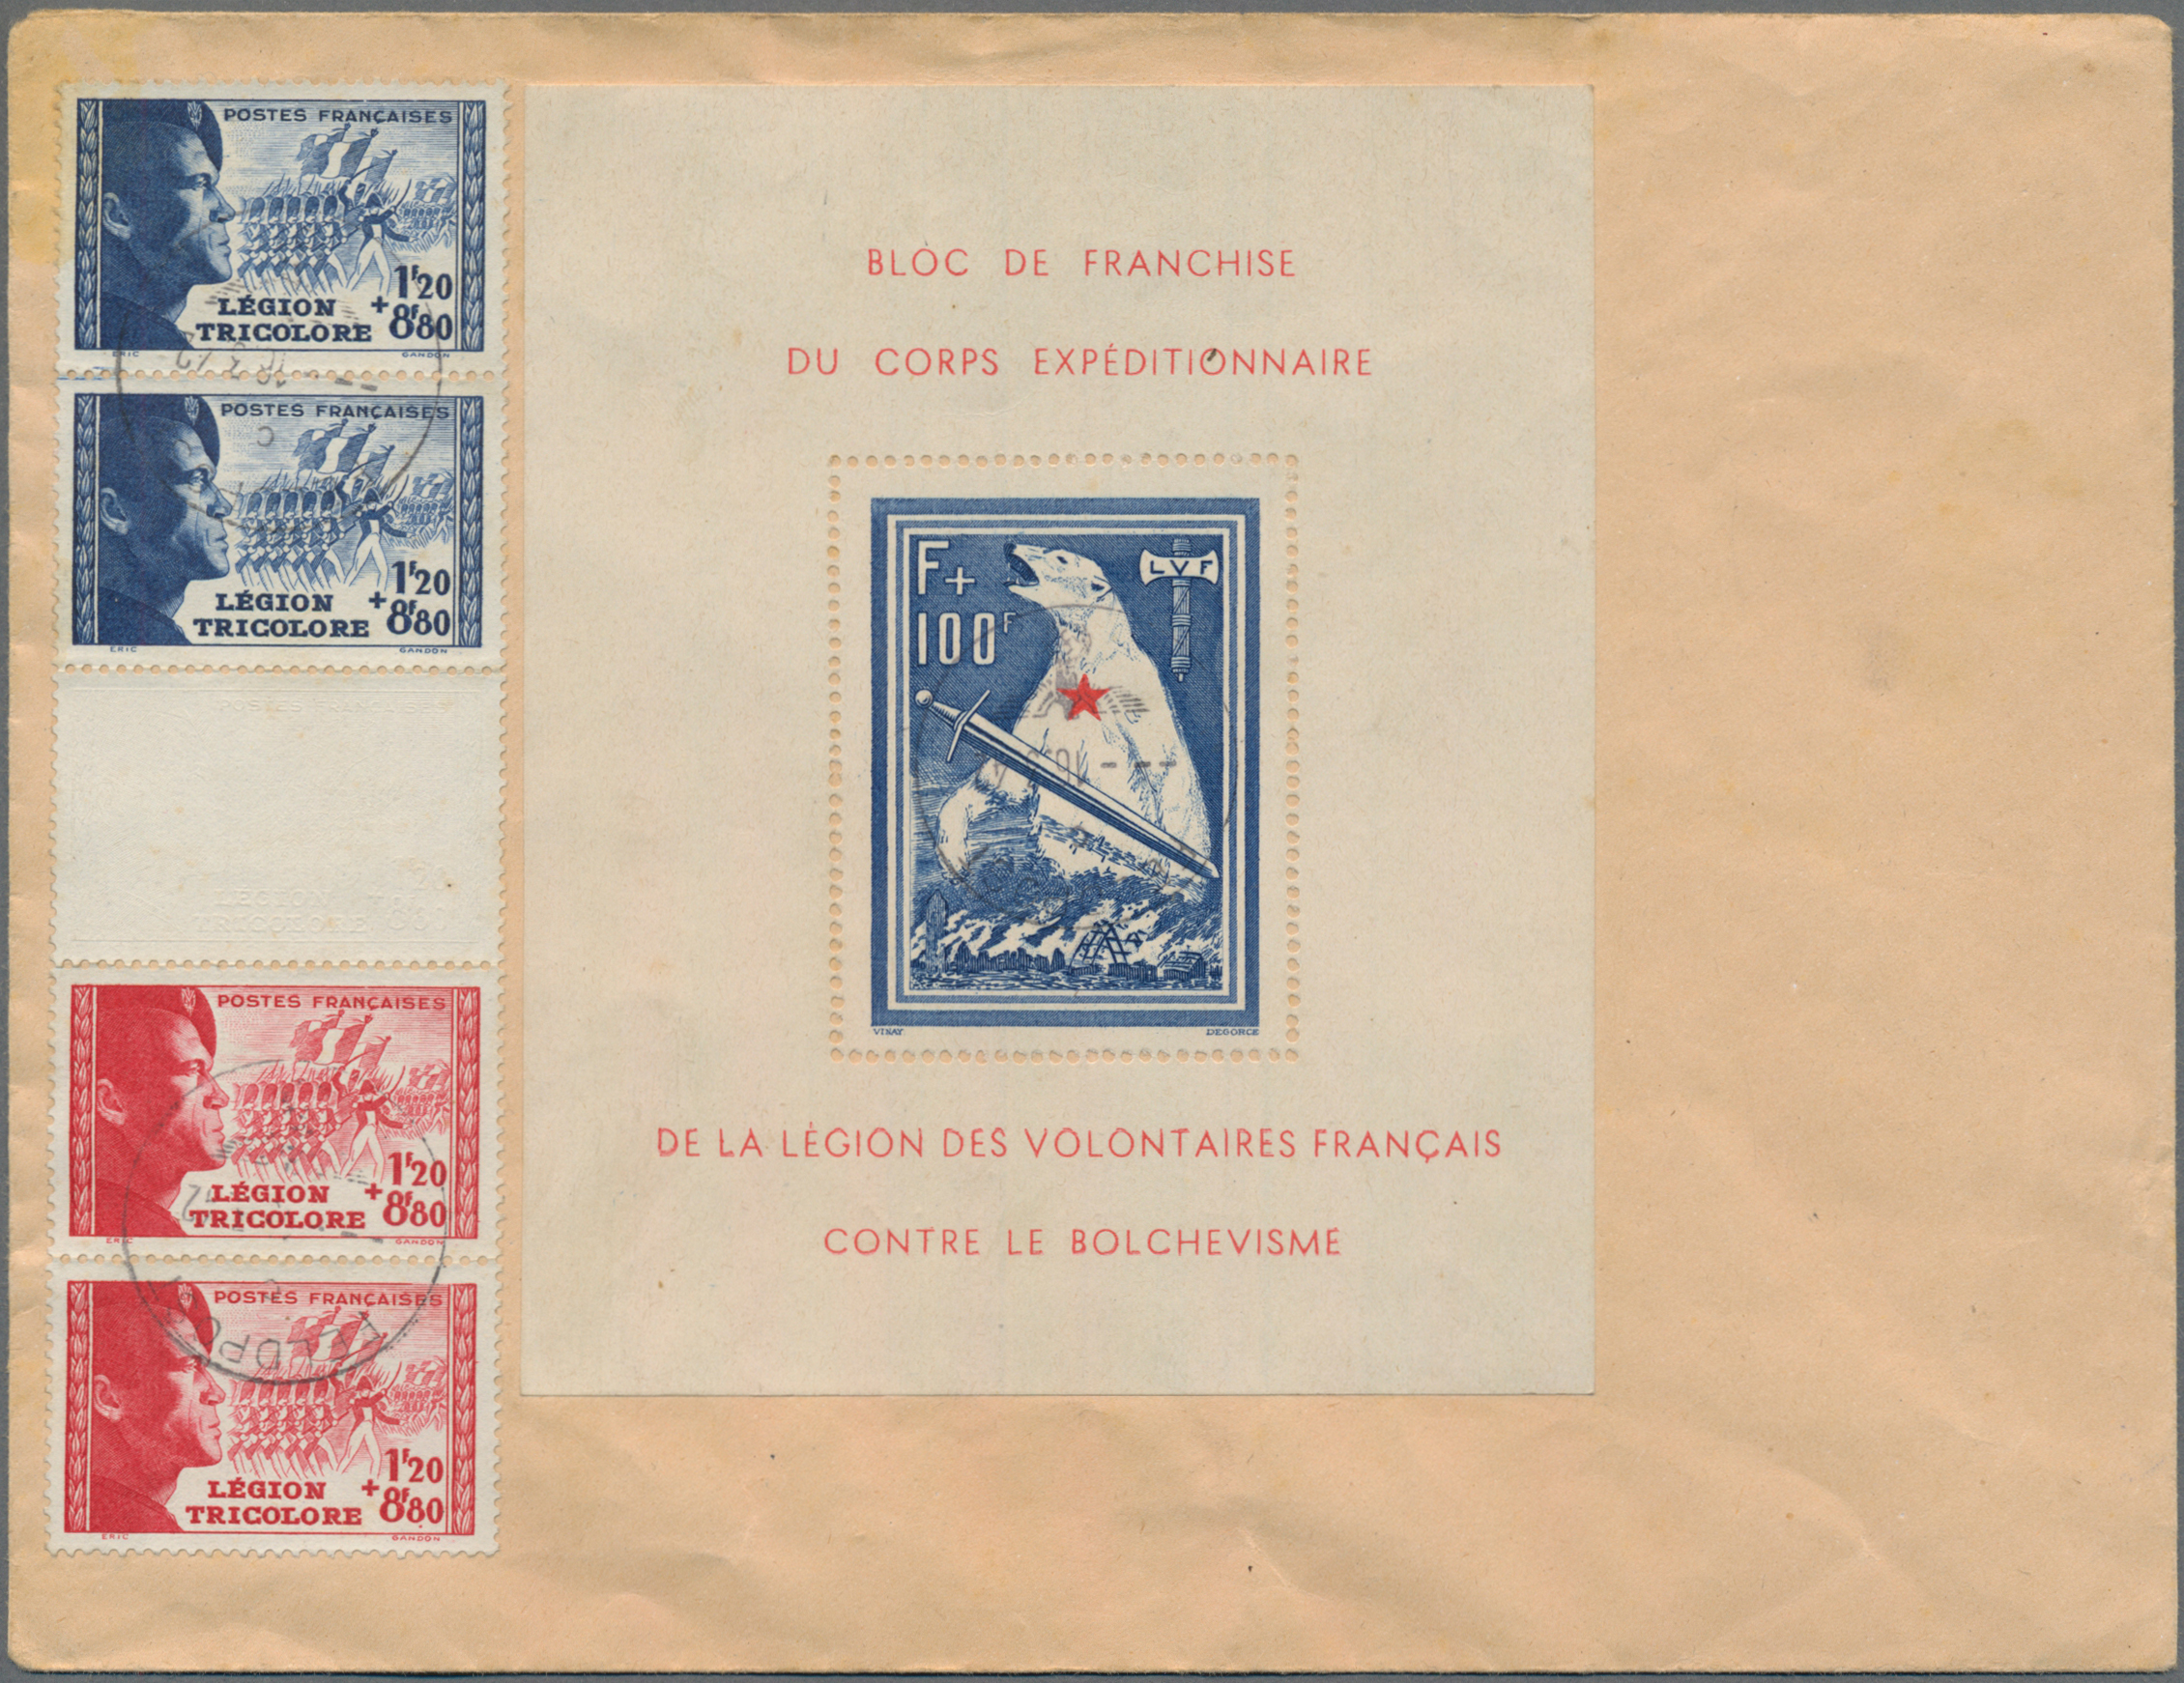 POSTES FRANÇAISES
1F20
+8F80
LÉGION
TRICOLORE
ERIC GANDON
POSTES FRANÇAISES
1F20
+8F80
LÉGION
TRICOLORE
ERIC GANDON
LÉGION
TRICOLORE
POSTES FRANÇAISES
1F20
+8F80
LÉGION
TRICOLORE
ERIC GANDON
POSTES FRANÇAISES
1F20
+8F80
LÉGION
TRICOLORE
ERIC GANDON
BLOC DE FRANCHISE
DU CORPS EXPÉDITIONNAIRE
F+
100F
LVF
VINAY DEGORCE
DE LA LÉGION DES VOLONTAIRES FRANÇAIS
CONTRE LE BOLCHEVISME